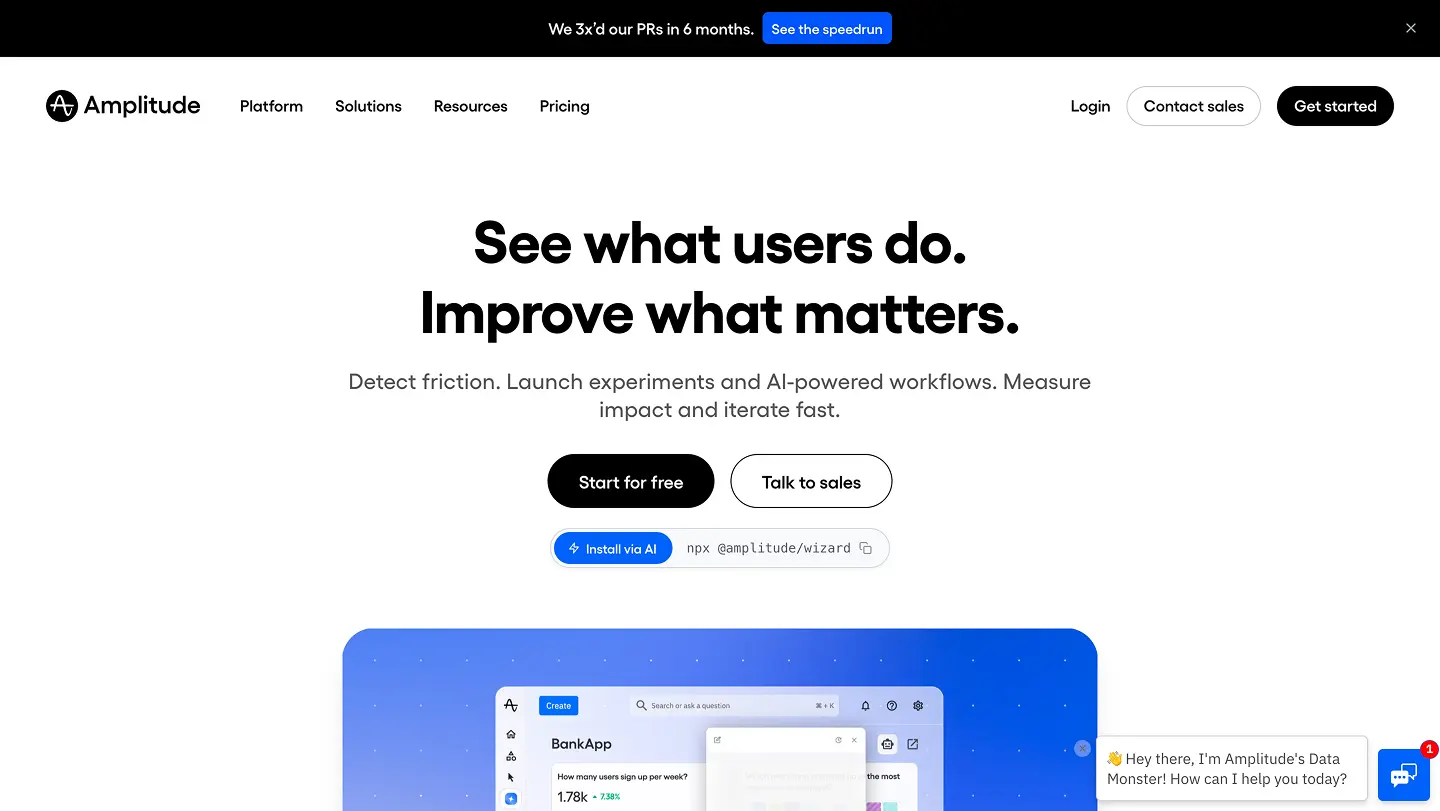 We 3x’d our PRs in 6 months. See the speedrun
Amplitude Platform Solutions Resources Pricing Login Contact sales Get started
See what users do.
Improve what matters.
Detect friction. Launch experiments and AI-powered workflows. Measure
impact and iterate fast.
Start for free Talk to sales
Install via AI npx @amplitude/wizard
Create Search or ask a question ⌘ + K
BankApp
How many users sign up per week? the most
1.78k 7.38%
1
👋 Hey there, I'm Amplitude's Data
Monster! How can I help you today?